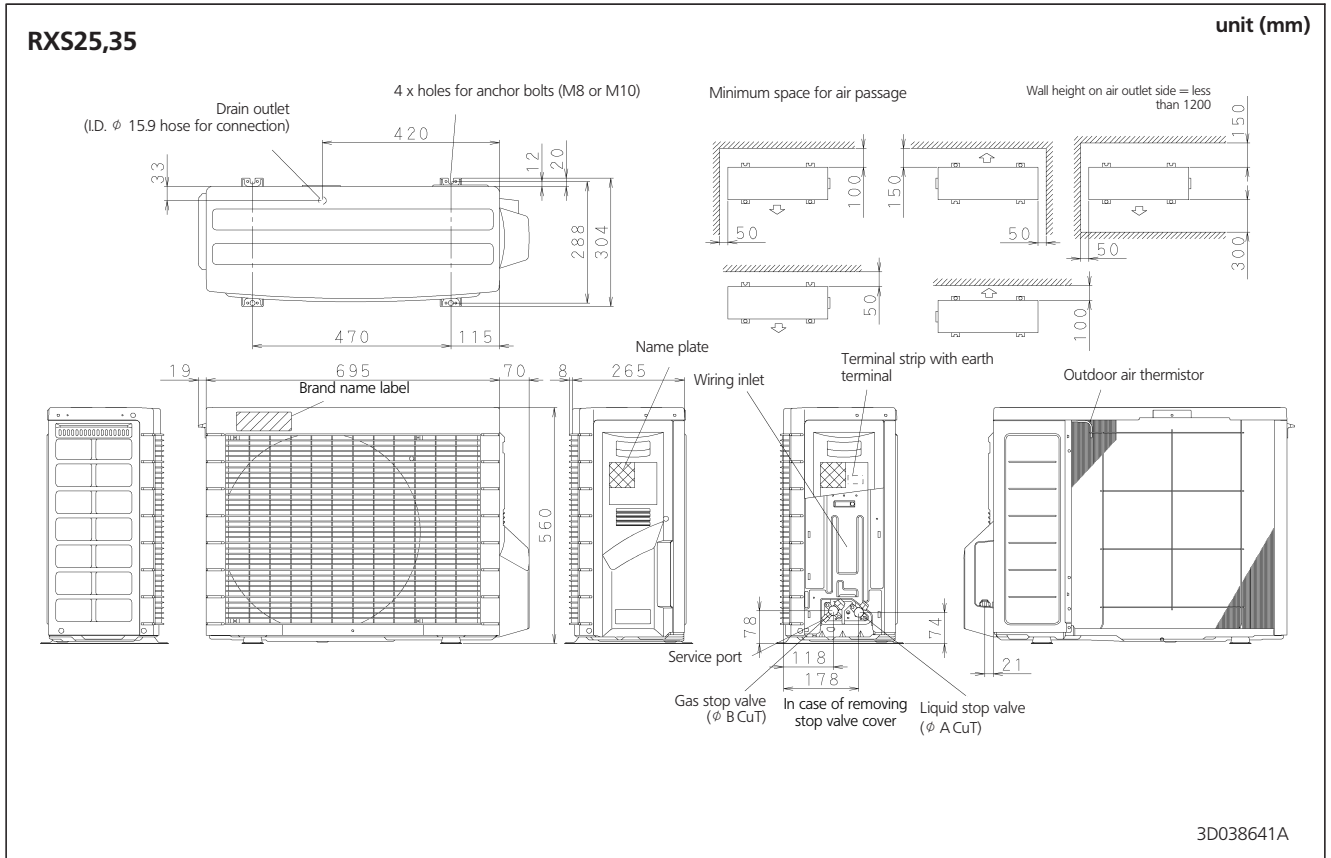 unit (mm)
RXS25,35
4 x holes for anchor bolts (M8 or M10)
Drain outlet
(I.D. ϕ 15.9 hose for connection)
420
33
12
20
288
304
470
115
Minimum space for air passage
Wall height on air outlet side = less
than 1200
100
50
150
50
150
50
300
50
100
19
695
70
Brand name label
560
Name plate
8
265
Wiring inlet
Terminal strip with earth
terminal
Outdoor air thermistor
78
74
Service port
118
178
21
Gas stop valve
(ϕ B CuT)
In case of removing
stop valve cover
Liquid stop valve
(ϕ A CuT)
3D038641A